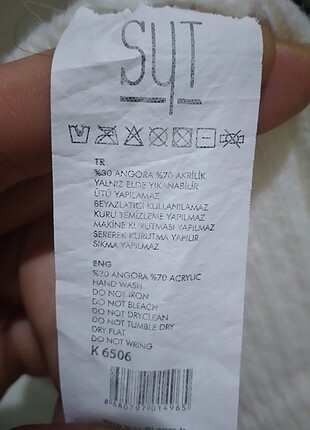 SYT
TR
%30 ANGORA %70 AKRİLİK
YALNIZ ELDE YIKANABİLİR
ÜTÜ YAPILAMAZ
BEYAZLATICI KULLANILAMAZ
KURU TEMİZLEME YAPILMAZ
MAKİNE KURUTMASI YAPILMAZ
SEREREK KURUTMA YAPILIR
SIKMA YAPILMAZ
ENG
%30 ANGORA %70 ACRYLIC
HAND WASH
DO NOT IRON
DO NOT BLEACH
DO NOT DRYCLEAN
DO NOT TUMBLE DRY
DRY FLAT
DO NOT WRING
K 6506
8680797014965